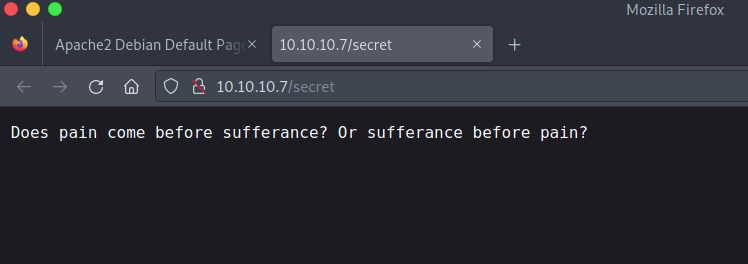 Mozilla Firefox
Apache2 Debian Default Pag
10.10.10.7/secret
10.10.10.7/secret
Does pain come before sufferance? Or sufferance before pain?